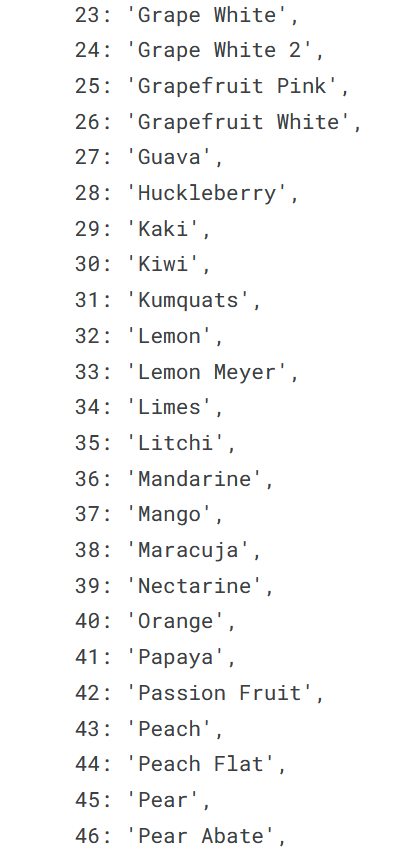 23: 'Grape White',
24: 'Grape White 2',
25: 'Grapefruit Pink',
26: 'Grapefruit White',
27: 'Guava',
28: 'Huckleberry',
29: 'Kaki',
30: 'Kiwi',
31: 'Kumquats',
32: 'Lemon',
33: 'Lemon Meyer',
34: 'Limes',
35: 'Litchi',
36: 'Mandarine',
37: 'Mango',
38: 'Maracuja',
39: 'Nectarine',
40: 'Orange',
41: 'Papaya',
42: 'Passion Fruit',
43: 'Peach',
44: 'Peach Flat',
45: 'Pear',
46: 'Pear Abate',